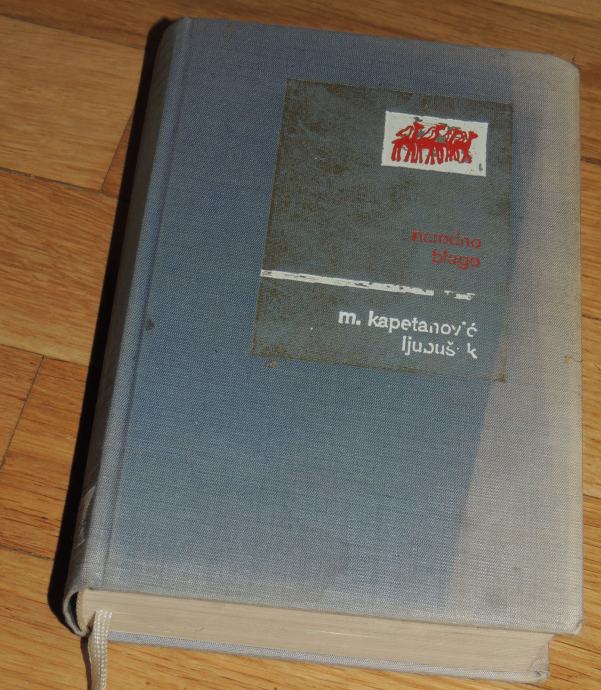 narodno
blago
m. kapetanović
ljubušak